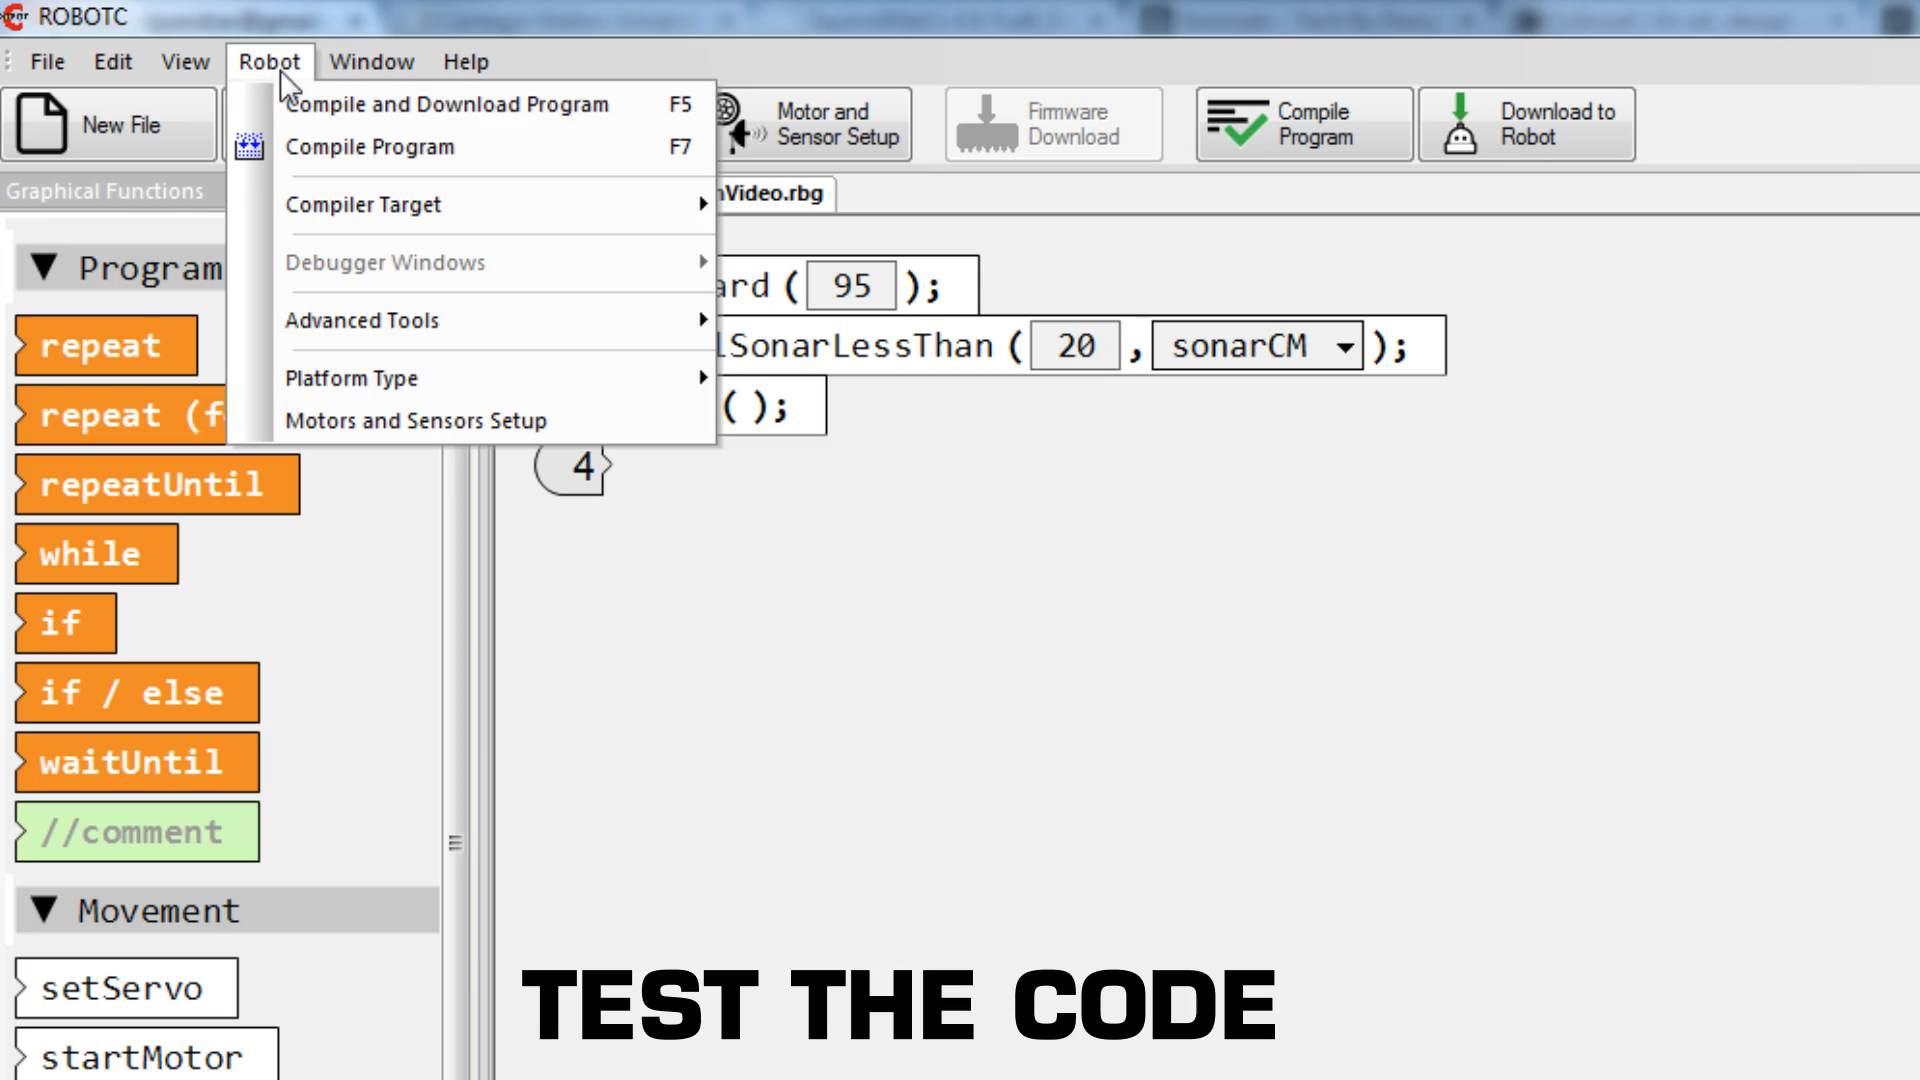 ROBOTC
File Edit View Robot Window Help
New File
Motor and Sensor Setup
Firmware Download
Compile Program
Download to Robot
Compile and Download Program F5
Compile Program F7
Compiler Target
Debugger Windows
Advanced Tools
Platform Type
Motors and Sensors Setup
Graphical Functions
nVideo.rbg
Program
repeat
repeat (f
repeatUntil
while
if
if / else
waitUntil
//comment
Movement
setServo
startMotor
ard ( 95 );
lSonarLessThan ( 20 , sonarCM );
( );
4
TEST THE CODE